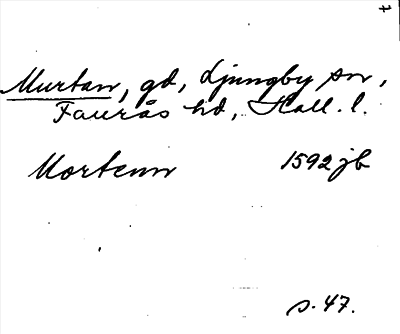 Murtan, gd, Ljungby sn,
Faurås hd, Hall. l.
Mortenn 1592 jb
s. 47.